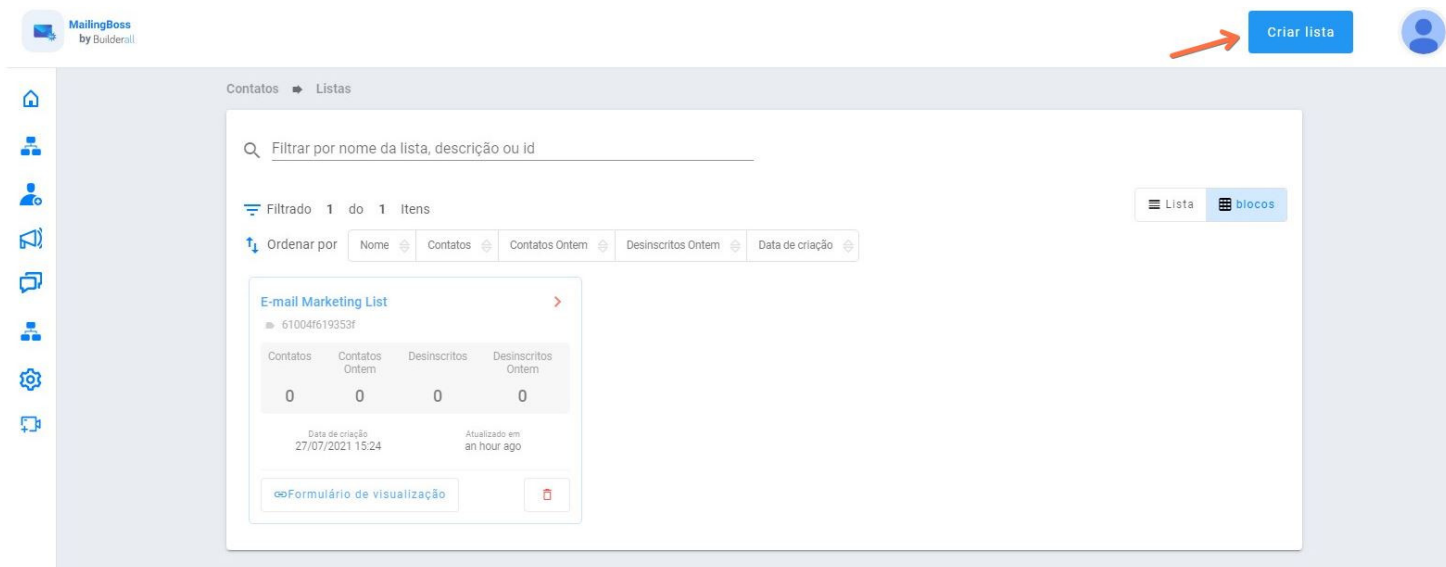 MailingBoss
by Builderall
Criar lista
Contatos Listas
Filtrar por nome da lista, descrição ou id
Filtrado 1 do 1 Itens
Lista blocos
Ordenar por Nome Contatos Contatos Ontem Desinscritos Ontem Data de criação
E-mail Marketing List
61004f619353f
Contatos Contatos Ontem Desinscritos Desinscritos Ontem
0 0 0 0
Data de criação Atualizado em
27/07/2021 15:24 an hour ago
Formulário de visualização